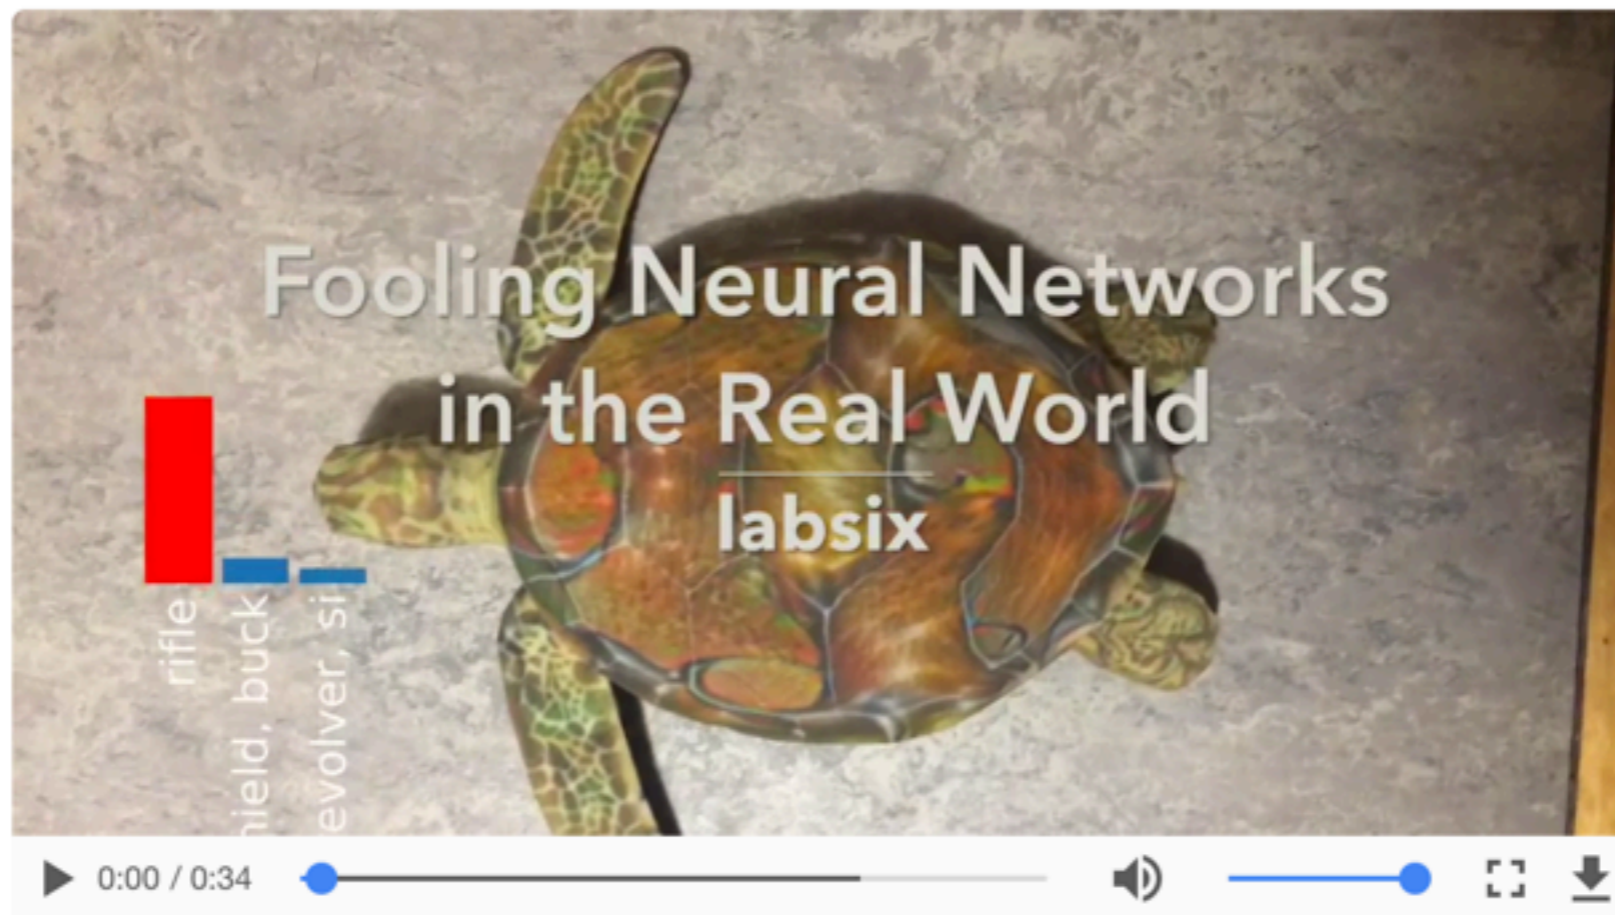 Fooling Neural Networks
in the Real World
labsix
rifle
hield, buck
evolver, si
0:00 / 0:34